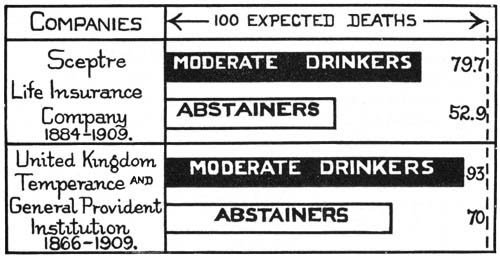 COMPANIES
100 EXPECTED DEATHS
Sceptre
Life Insurance
Company
1884-1909.
MODERATE DRINKERS 79.7
ABSTAINERS 52.9
United Kingdom
Temperance AND
General Provident
Institution
1866-1909.
MODERATE DRINKERS 93
ABSTAINERS 70